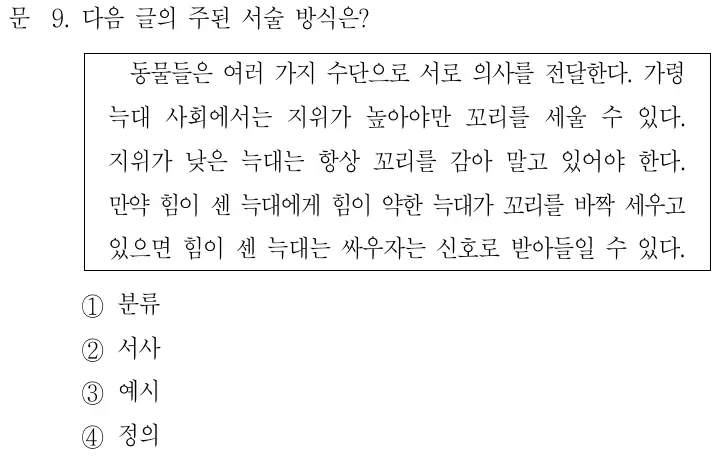 문 9. 다음 글의 주된 서술 방식은?
동물들은 여러 가지 수단으로 서로 의사를 전달한다. 가령
늑대 사회에서는 지위가 높아야만 꼬리를 세울 수 있다.
지위가 낮은 늑대는 항상 꼬리를 감아 말고 있어야 한다.
만약 힘이 센 늑대에게 힘이 약한 늑대가 꼬리를 바짝 세우고
있으면 힘이 센 늑대는 싸우자는 신호로 받아들일 수 있다.
① 분류
② 서사
③ 예시
④ 정의